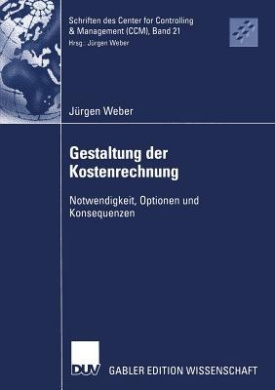 Schriften des Center for Controlling
& Management (CCM), Band 21
Hrsg.: Jürgen Weber
Jürgen Weber
Gestaltung der
Kostenrechnung
Notwendigkeit, Optionen und
Konsequenzen
DUV
GABLER EDITION WISSENSCHAFT